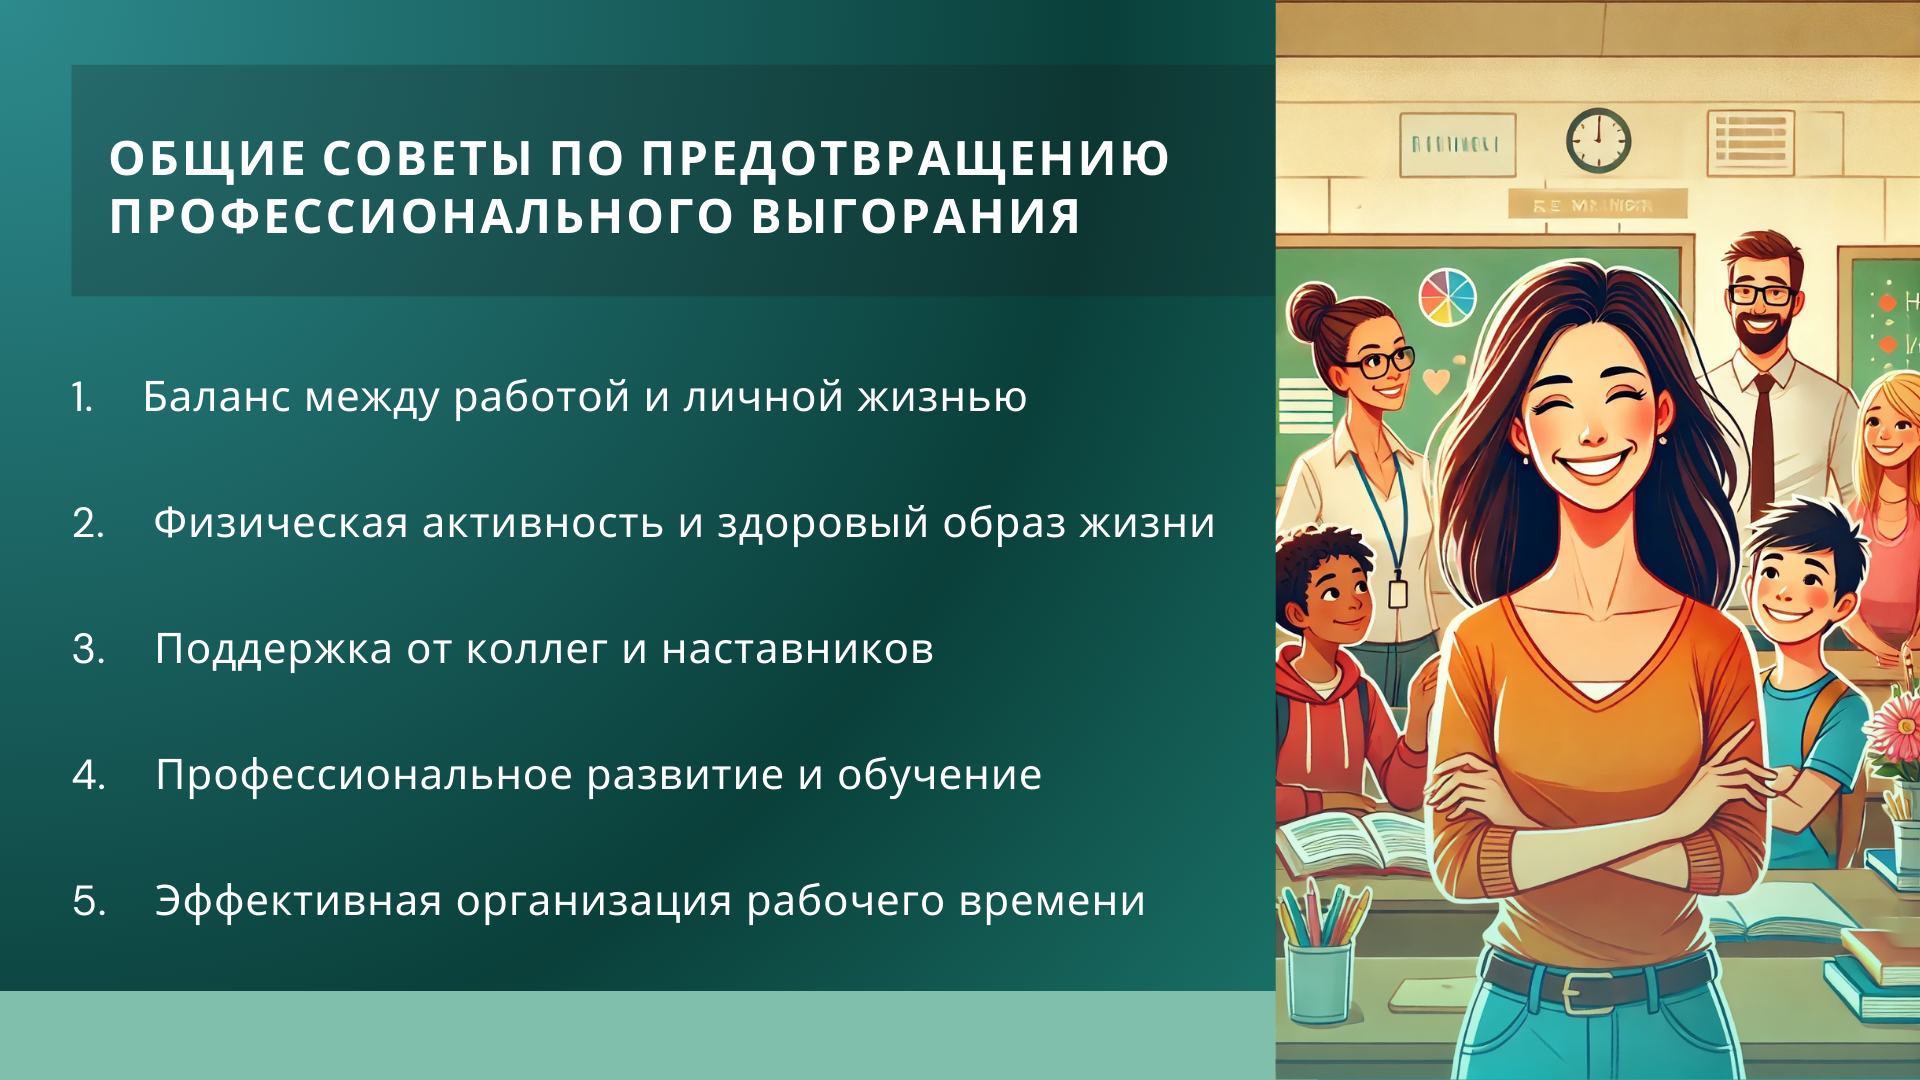 ОБЩИЕ СОВЕТЫ ПО ПРЕДОТВРАЩЕНИЮ
ПРОФЕССИОНАЛЬНОГО ВЫГОРАНИЯ
1. Баланс между работой и личной жизнью
2. Физическая активность и здоровый образ жизни
3. Поддержка от коллег и наставников
4. Профессиональное развитие и обучение
5. Эффективная организация рабочего времени